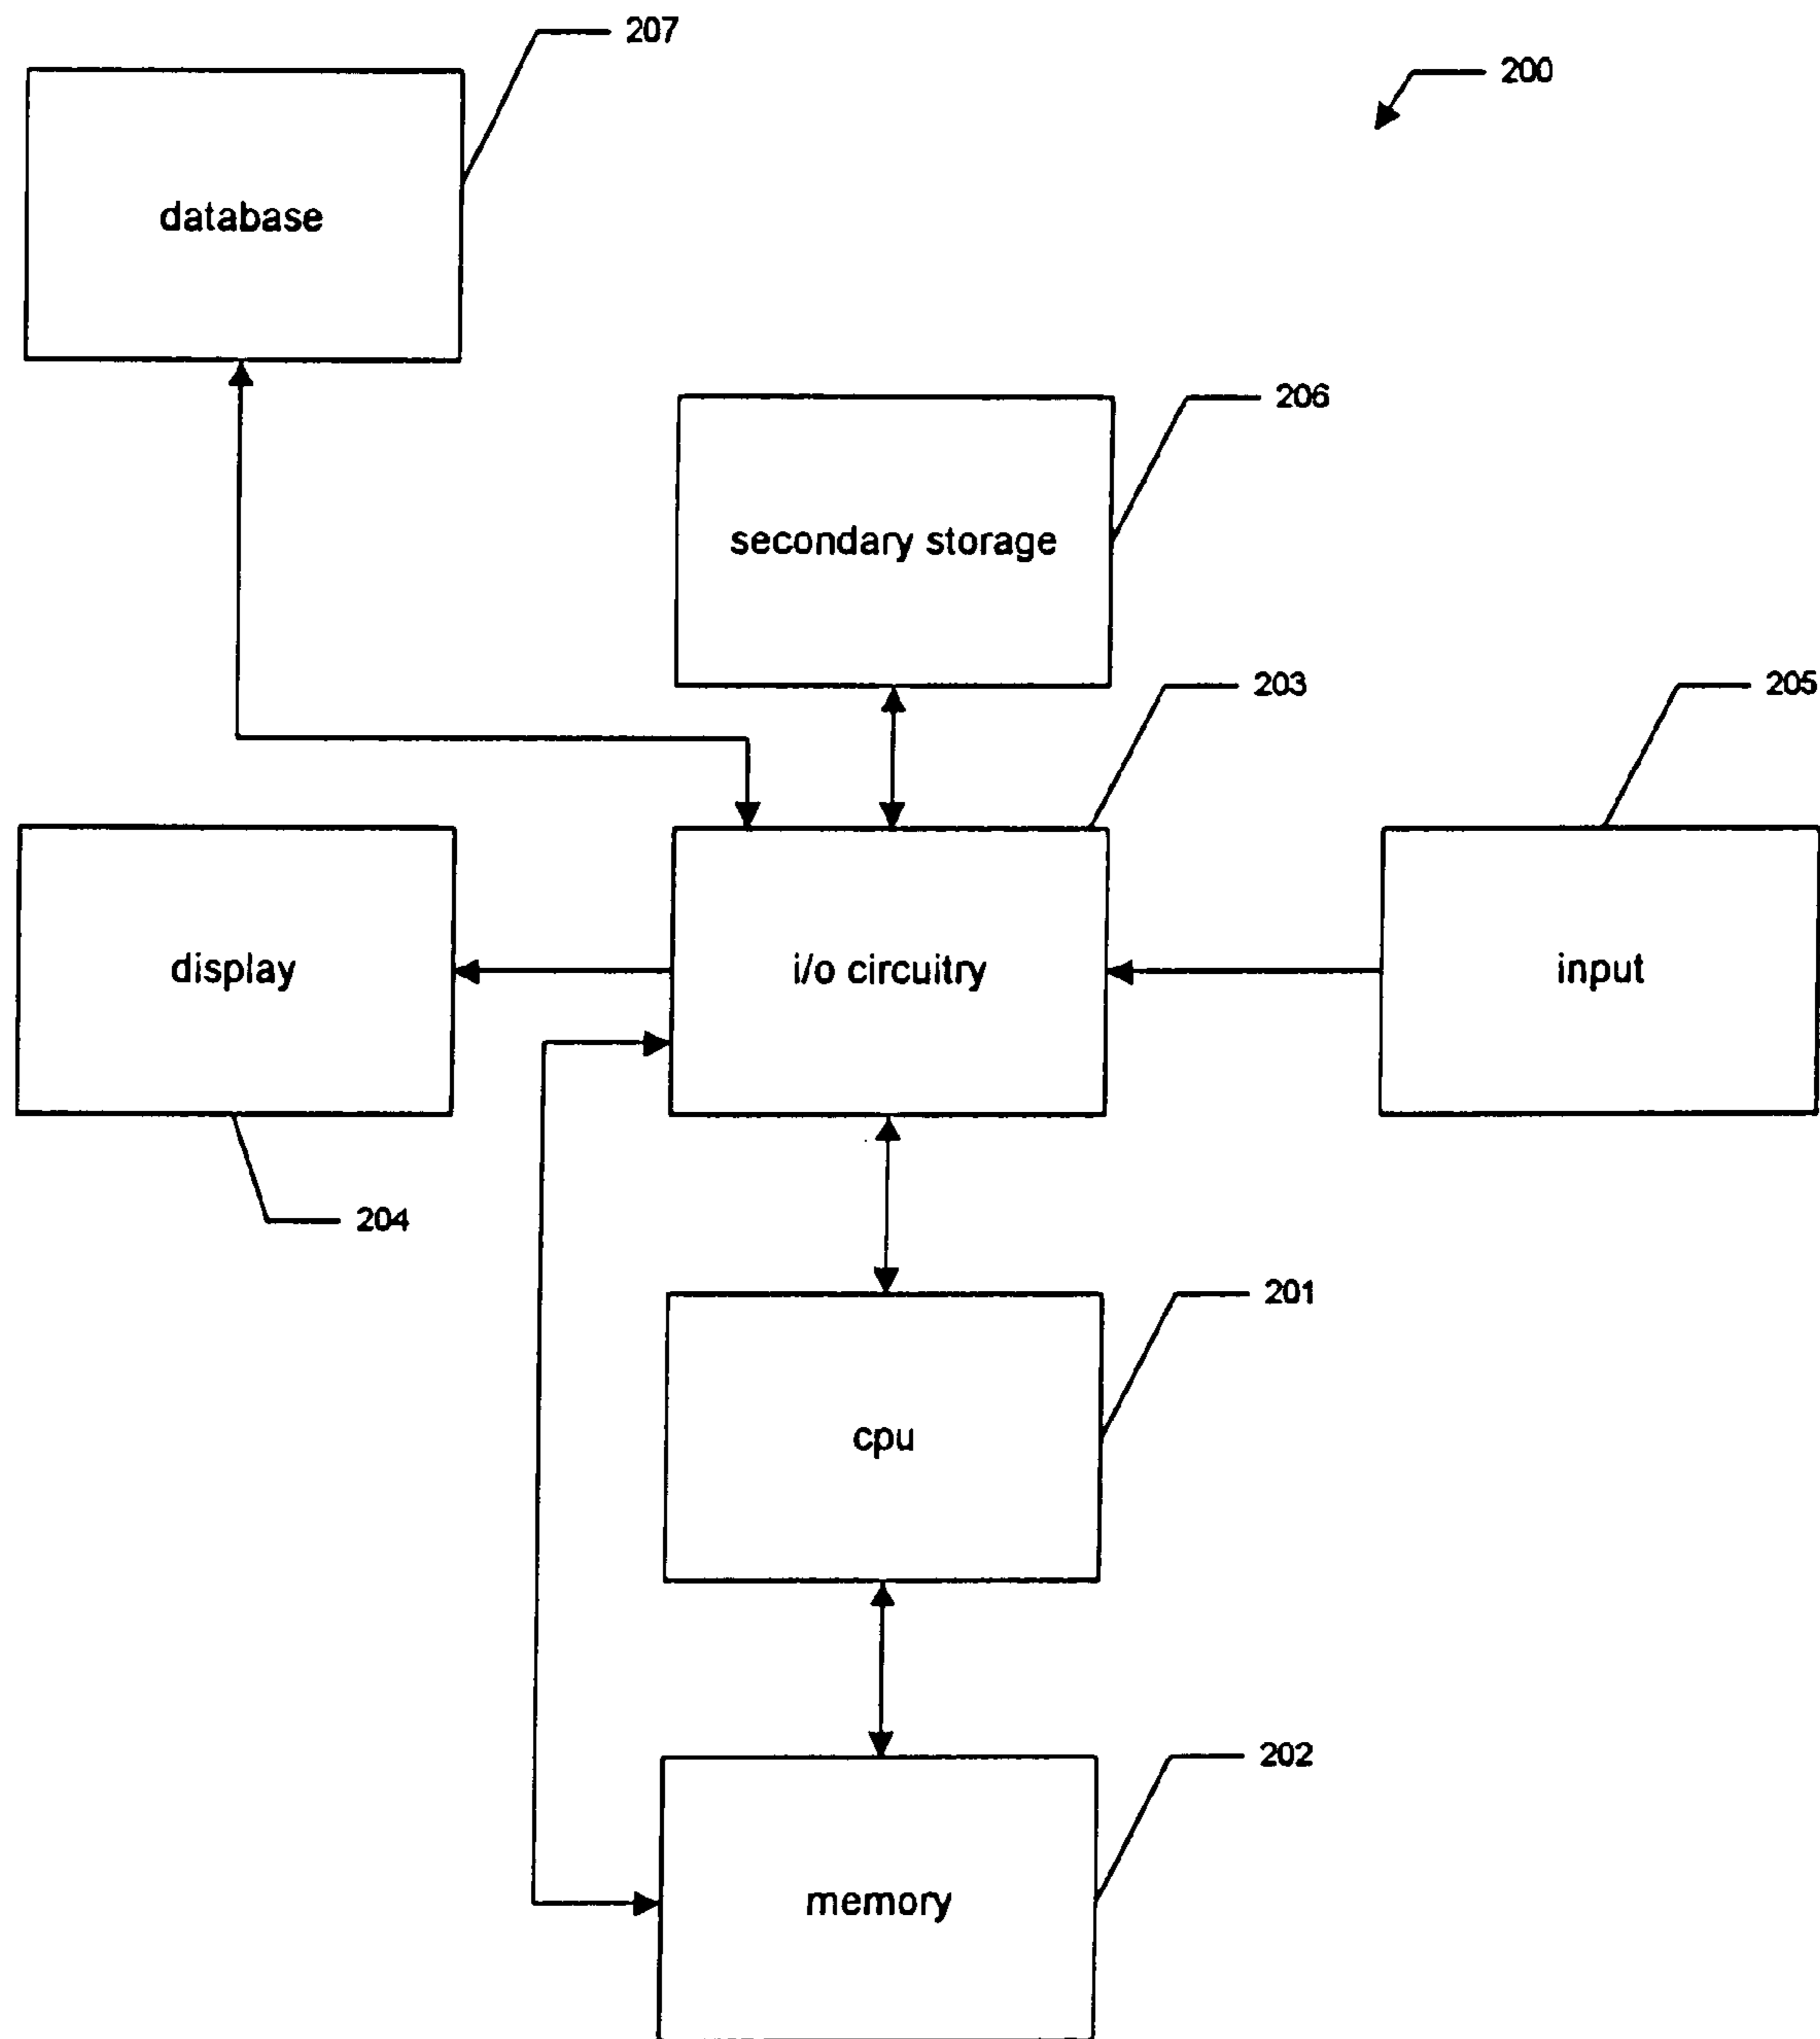 207
200
database
206
secondary storage
203
205
display
i/o circuitry
input
204
201
cpu
202
memory